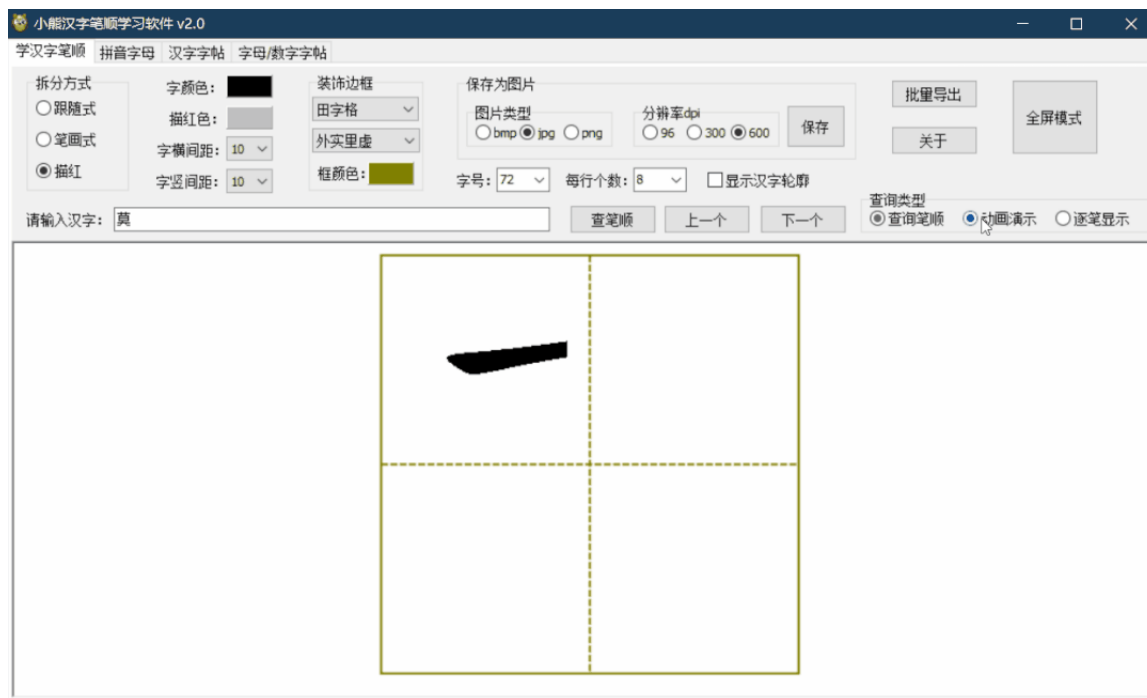 小熊汉字笔顺学习软件 v2.0
学汉字笔顺 拼音字母 汉字字帖 字母/数字字帖
拆分方式
跟随式
笔画式
描红
字颜色：
描红色：
字横间距： 10
字竖间距： 10
装饰边框
田字格
外实里虚
框颜色：
保存为图片
图片类型
bmp jpg png
分辨率dpi
96 300 600
保存
字号： 72 每行个数： 8 显示汉字轮廓
批量导出
关于
全屏模式
请输入汉字： 莫 查笔顺 上一个 下一个
查询类型
查询笔顺 动画演示 逐笔显示